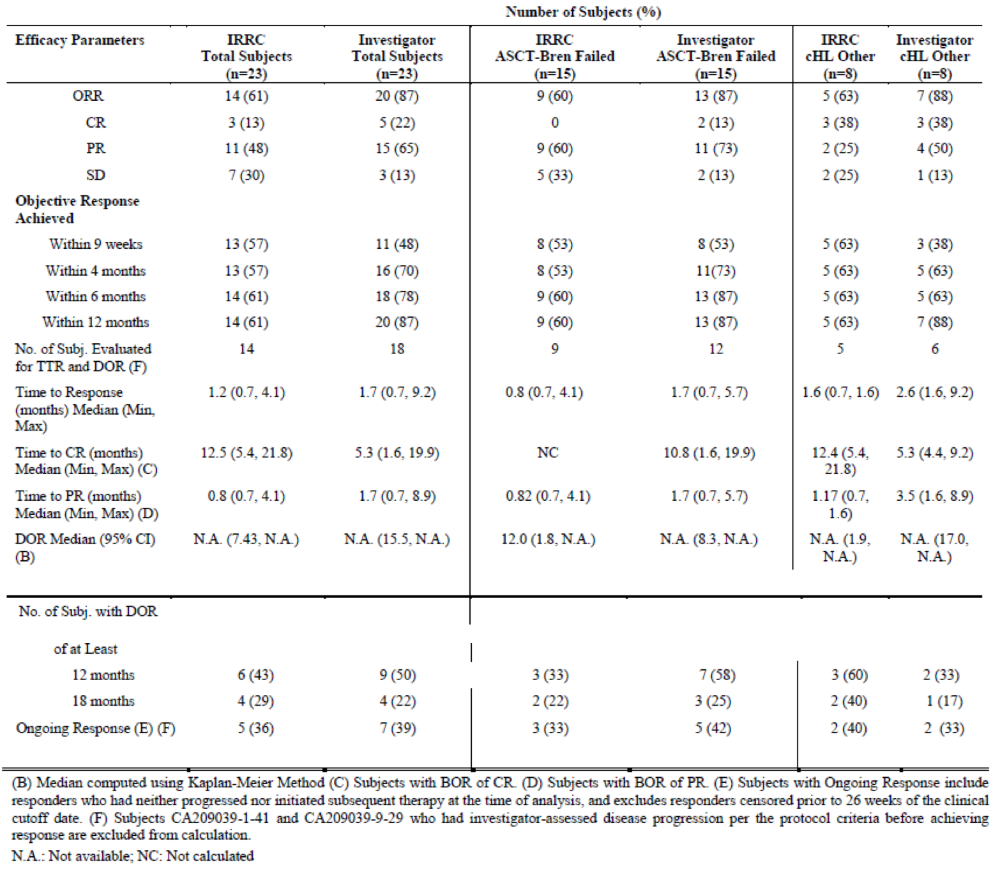 Number of Subjects (%)
Efficacy Parameters IRRC Investigator IRRC Investigator IRRC Investigator
Total Subjects Total Subjects ASCT-Bren Failed ASCT-Bren Failed cHL Other cHL Other
(n=23) (n=23) (n=15) (n=15) (n=8) (n=8)
ORR 14 (61) 20 (87) 9 (60) 13 (87) 5 (63) 7 (88)
CR 3 (13) 5 (22) 0 2 (13) 3 (38) 3 (38)
PR 11 (48) 15 (65) 9 (60) 11 (73) 2 (25) 4 (50)
SD 7 (30) 3 (13) 5 (33) 2 (13) 2 (25) 1 (13)
Objective Response
Achieved
Within 9 weeks 13 (57) 11 (48) 8 (53) 8 (53) 5 (63) 3 (38)
Within 4 months 13 (57) 16 (70) 8 (53) 11(73) 5 (63) 5 (63)
Within 6 months 14 (61) 18 (78) 9 (60) 13 (87) 5 (63) 5 (63)
Within 12 months 14 (61) 20 (87) 9 (60) 13 (87) 5 (63) 7 (88)
No. of Subj. Evaluated 14 18 9 12 5 6
for TTR and DOR (F)
Time to Response 1.2 (0.7, 4.1) 1.7 (0.7, 9.2) 0.8 (0.7, 4.1) 1.7 (0.7, 5.7) 1.6 (0.7, 1.6) 2.6 (1.6, 9.2)
(months) Median (Min,
Max)
Time to CR (months) 12.5 (5.4, 21.8) 5.3 (1.6, 19.9) NC 10.8 (1.6, 19.9) 12.4 (5.4, 5.3 (4.4, 9.2)
Median (Min, Max) (C) 21.8)
Time to PR (months) 0.8 (0.7, 4.1) 1.7 (0.7, 8.9) 0.82 (0.7, 4.1) 1.7 (0.7, 5.7) 1.17 (0.7, 3.5 (1.6, 8.9)
Median (Min, Max) (D) 1.6)
DOR Median (95% CI) N.A. (7.43, N.A.) N.A. (15.5, N.A.) 12.0 (1.8, N.A.) N.A. (8.3, N.A.) N.A. (1.9, N.A. (17.0,
(B) N.A.) N.A.)
No. of Subj. with DOR
of at Least
12 months 6 (43) 9 (50) 3 (33) 7 (58) 3 (60) 2 (33)
18 months 4 (29) 4 (22) 2 (22) 3 (25) 2 (40) 1 (17)
Ongoing Response (E) (F) 5 (36) 7 (39) 3 (33) 5 (42) 2 (40) 2 (33)
(B) Median computed using Kaplan-Meier Method (C) Subjects with BOR of CR. (D) Subjects with BOR of PR. (E) Subjects with Ongoing Response include
responders who had neither progressed nor initiated subsequent therapy at the time of analysis, and excludes responders censored prior to 26 weeks of the clinical
cutoff date. (F) Subjects CA209039-1-41 and CA209039-9-29 who had investigator-assessed disease progression per the protocol criteria before achieving
response are excluded from calculation.
N.A.: Not available; NC: Not calculated